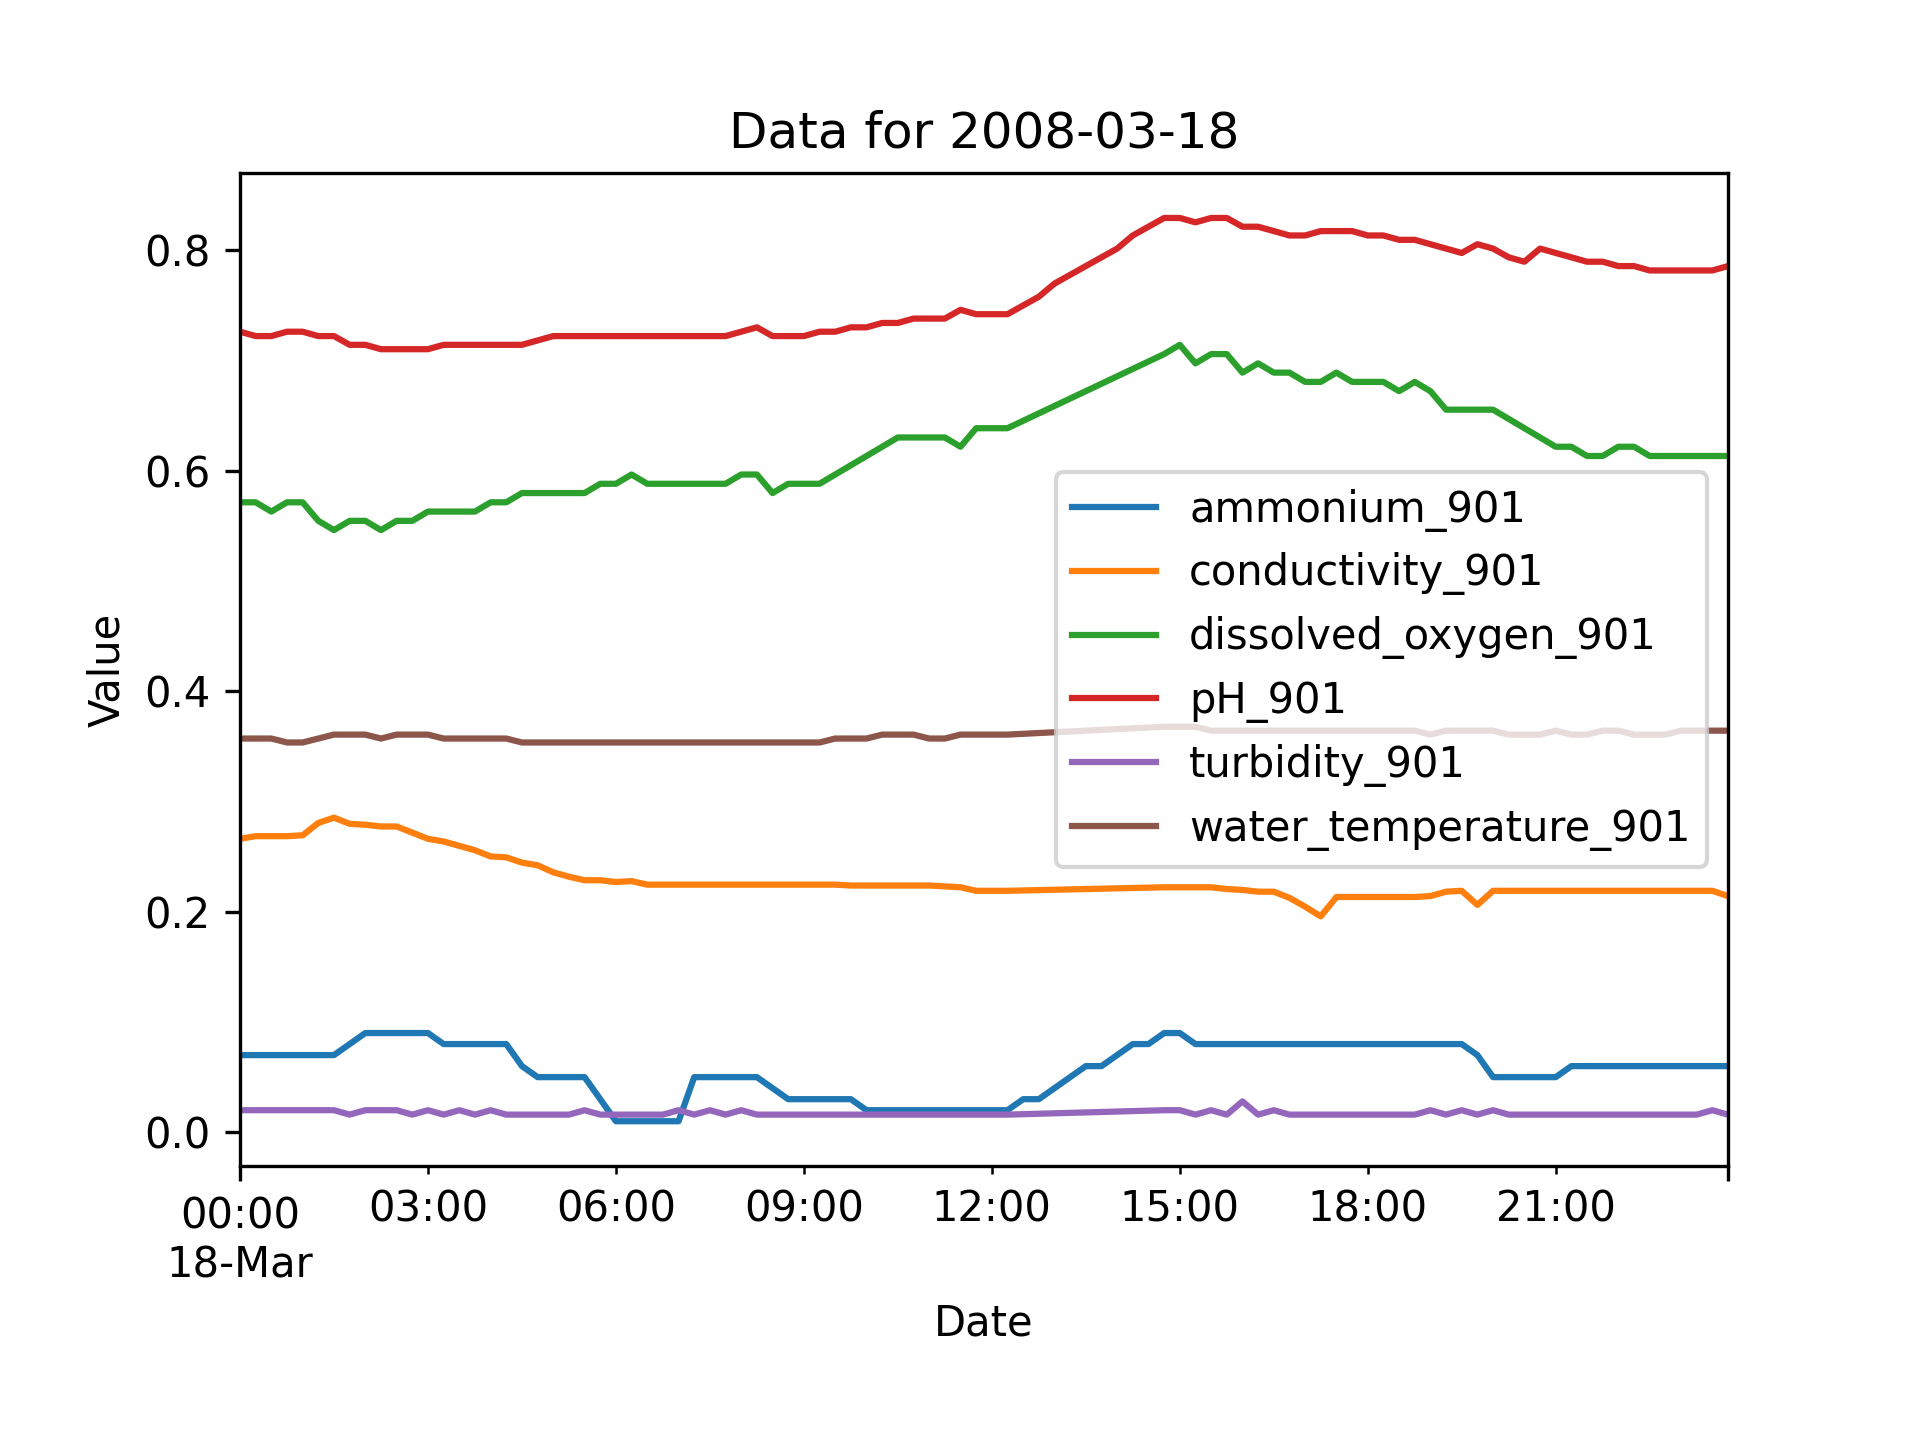 Data for 2008-03-18
Value
0.8
0.6
0.4
0.2
0.0
ammonium_901
conductivity_901
dissolved_oxygen_901
pH_901
turbidity_901
water_temperature_901
00:00 03:00 06:00 09:00 12:00 15:00 18:00 21:00
18-Mar
Date